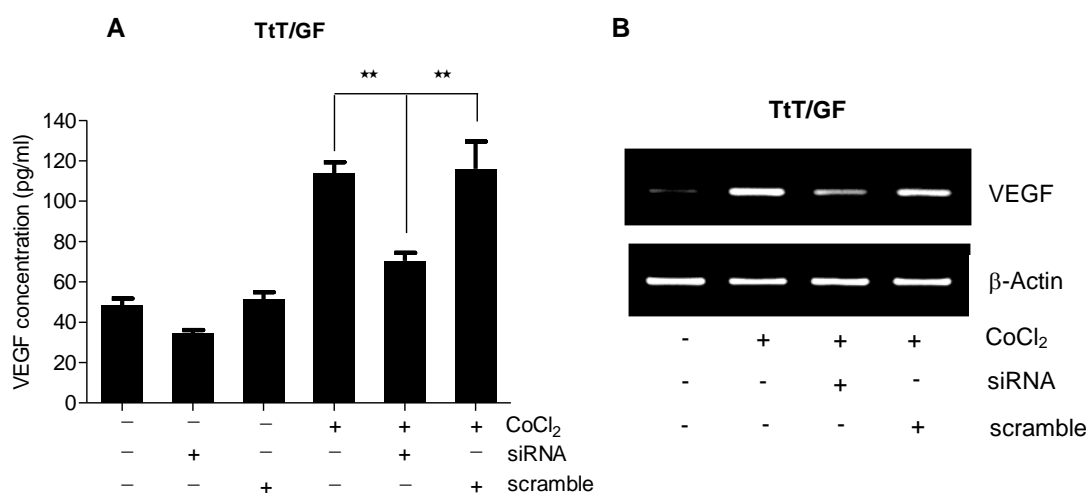 A
TtT/GF
★★ ★★
VEGF concentration (pg/ml)
140
120
100
80
60
40
20
0
– – – + + + CoCl₂
– + – – + – siRNA
– – + – – + scramble
B
TtT/GF
VEGF
β-Actin
- + + + CoCl₂
- - + - siRNA
- - - + scramble